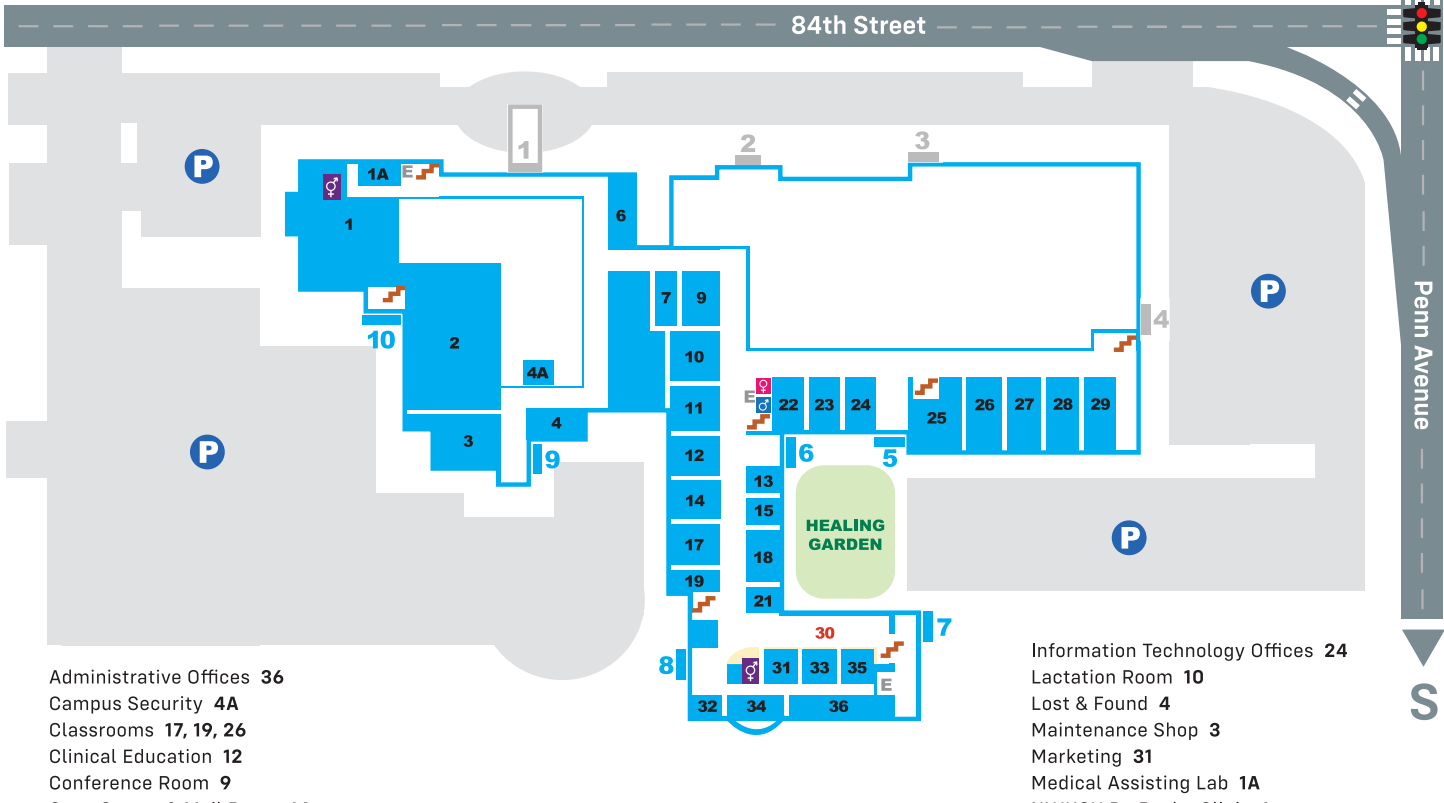 84th Street
P
1
2
3
1A
E
1
6
P
Penn Avenue
4
7
9
10
2
10
4A
11
E
22
23
24
25
26
27
28
29
3
4
9
12
6
5
P
13
14
15
HEALING
GARDEN
P
17
18
19
21
30
7
8
31
33
35
E
32
34
36
S
Administrative Offices 36
Campus Security 4A
Classrooms 17, 19, 26
Clinical Education 12
Conference Room 9
Information Technology Offices 24
Lactation Room 10
Lost & Found 4
Maintenance Shop 3
Marketing 31
Medical Assisting Lab 1A